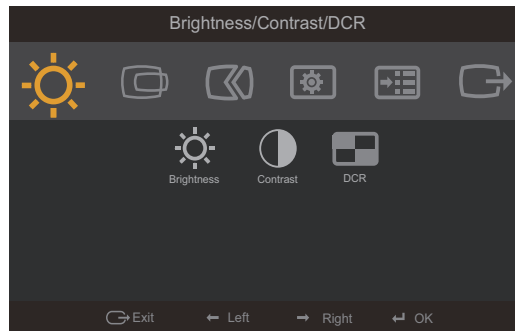 Brightness/Contrast/DCR
Brightness Contrast DCR
Exit Left Right OK